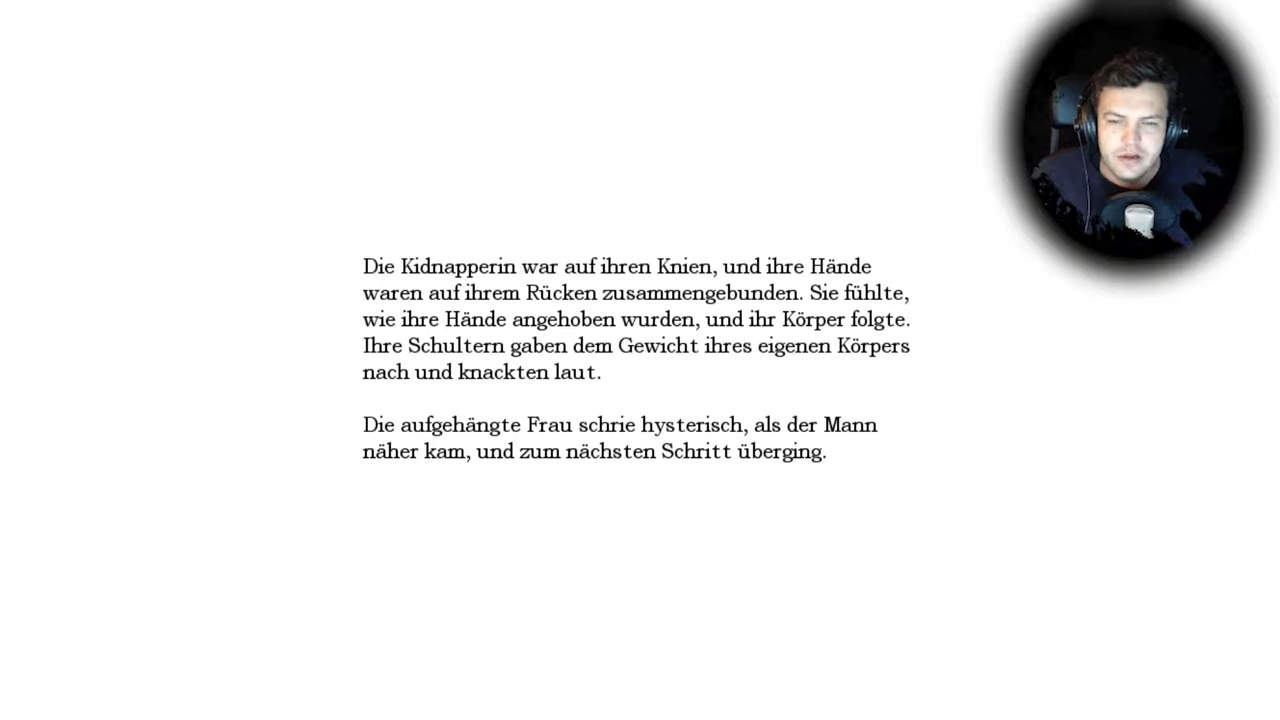 Die Kidnapperin war auf ihren Knien, und ihre Hände
waren auf ihrem Rücken zusammengebunden. Sie fühlte,
wie ihre Hände angehoben wurden, und ihr Körper folgte.
Ihre Schultern gaben dem Gewicht ihres eigenen Körpers
nach und knackten laut.
Die aufgehängte Frau schrie hysterisch, als der Mann
näher kam, und zum nächsten Schritt überging.